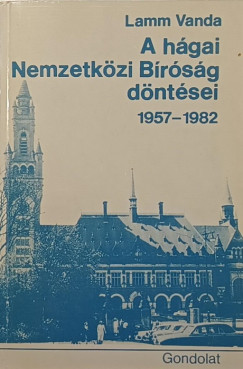 Lamm Vanda
A hágai
Nemzetközi Bíróság
döntései
1957–1982
Gondolat